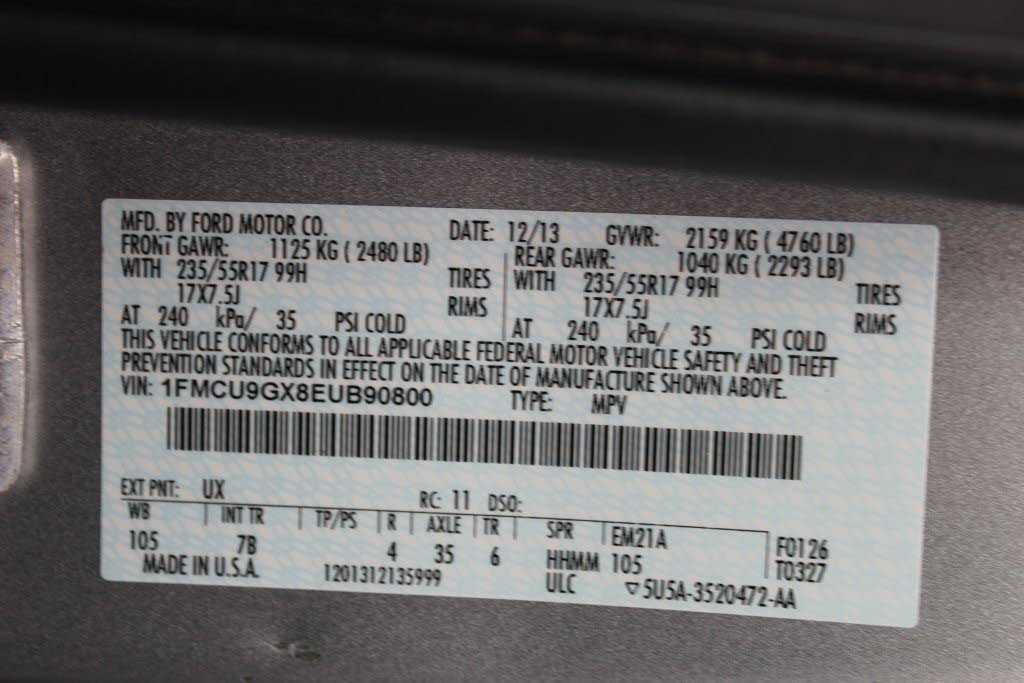 MFD. BY FORD MOTOR CO. DATE: 12/13 GVWR: 2159 KG ( 4760 LB)
FRONT GAWR: 1125 KG ( 2480 LB) REAR GAWR: 1040 KG ( 2293 LB)
WITH 235/55R17 99H TIRES WITH 235/55R17 99H TIRES
17X7.5J RIMS 17X7.5J RIMS
AT 240 kPa/ 35 PSI COLD AT 240 kPa/ 35 PSI COLD
THIS VEHICLE CONFORMS TO ALL APPLICABLE FEDERAL MOTOR VEHICLE SAFETY AND THEFT
PREVENTION STANDARDS IN EFFECT ON THE DATE OF MANUFACTURE SHOWN ABOVE.
VIN: 1FMCU9GX8EUB90800 TYPE: MPV
EXT PNT: UX RC: 11 DSO:
WB INT TR TP/PS R AXLE TR SPR EM21A F0126
105 7B 4 35 6 HHMM 105 T0327
MADE IN U.S.A. 1201312135999 ULC ▽5U5A-3520472-AA